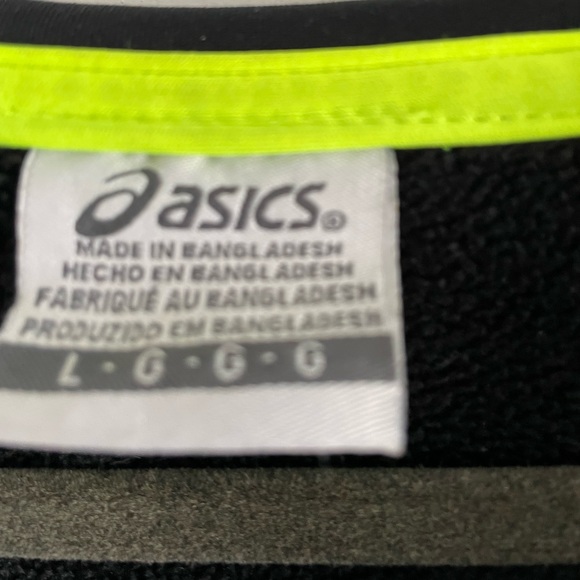 asics®
MADE IN BANGLADESH
HECHO EN BANGLADESH
FABRIQUÉ AU BANGLADESH
PRODUZIDO EM BANGLADESH
L · G · G · G